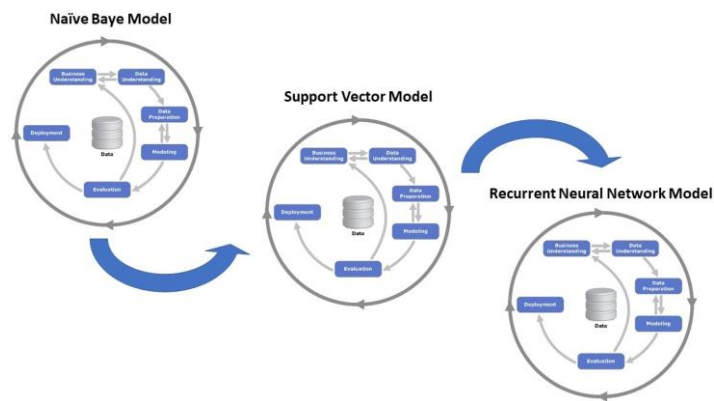 Naïve Baye Model
Business
Understanding
Data
Understanding
Data
Preparation
Modeling
Evaluation
Deployment
Data
Support Vector Model
Business
Understanding
Data
Understanding
Data
Preparation
Modeling
Evaluation
Deployment
Data
Recurrent Neural Network Model
Business
Understanding
Data
Understanding
Data
Preparation
Modeling
Evaluation
Deployment
Data